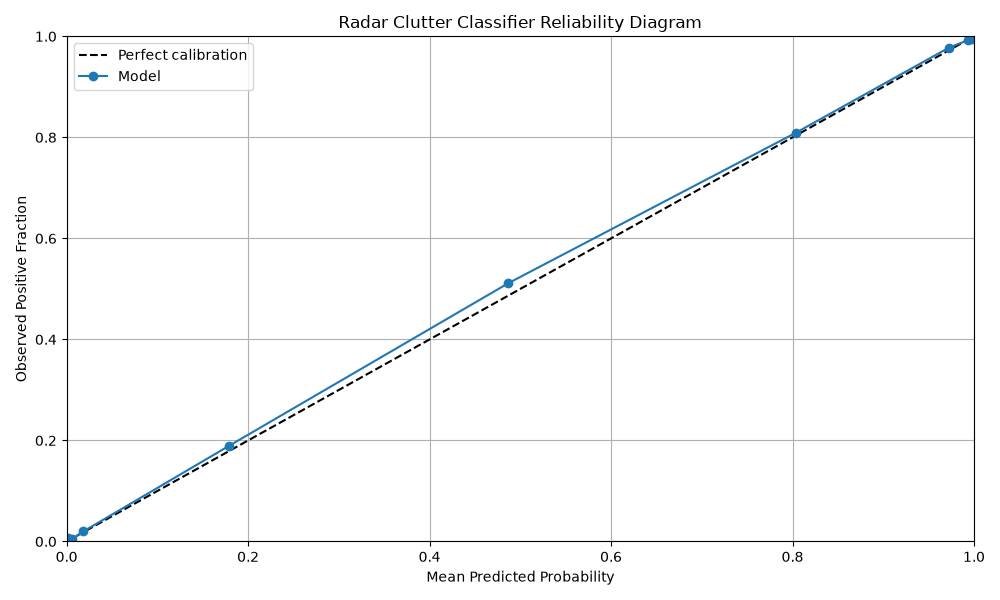 Radar Clutter Classifier Reliability Diagram
Perfect calibration
Model
Observed Positive Fraction
1.0
0.8
0.6
0.4
0.2
0.0
0.0 0.2 0.4 0.6 0.8 1.0
Mean Predicted Probability